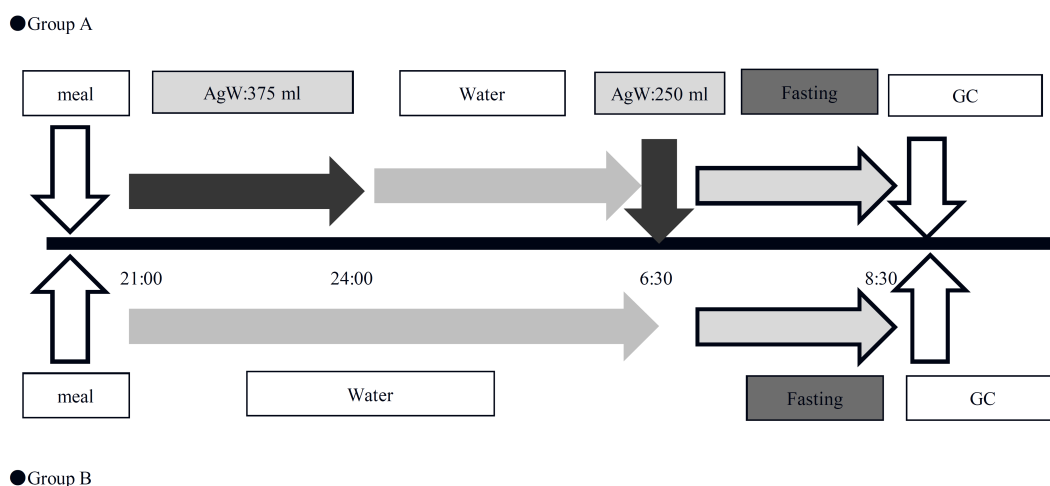 ●Group A
meal
AgW:375 ml
Water
AgW:250 ml
Fasting
GC
21:00
24:00
6:30
8:30
meal
Water
Fasting
GC
●Group B